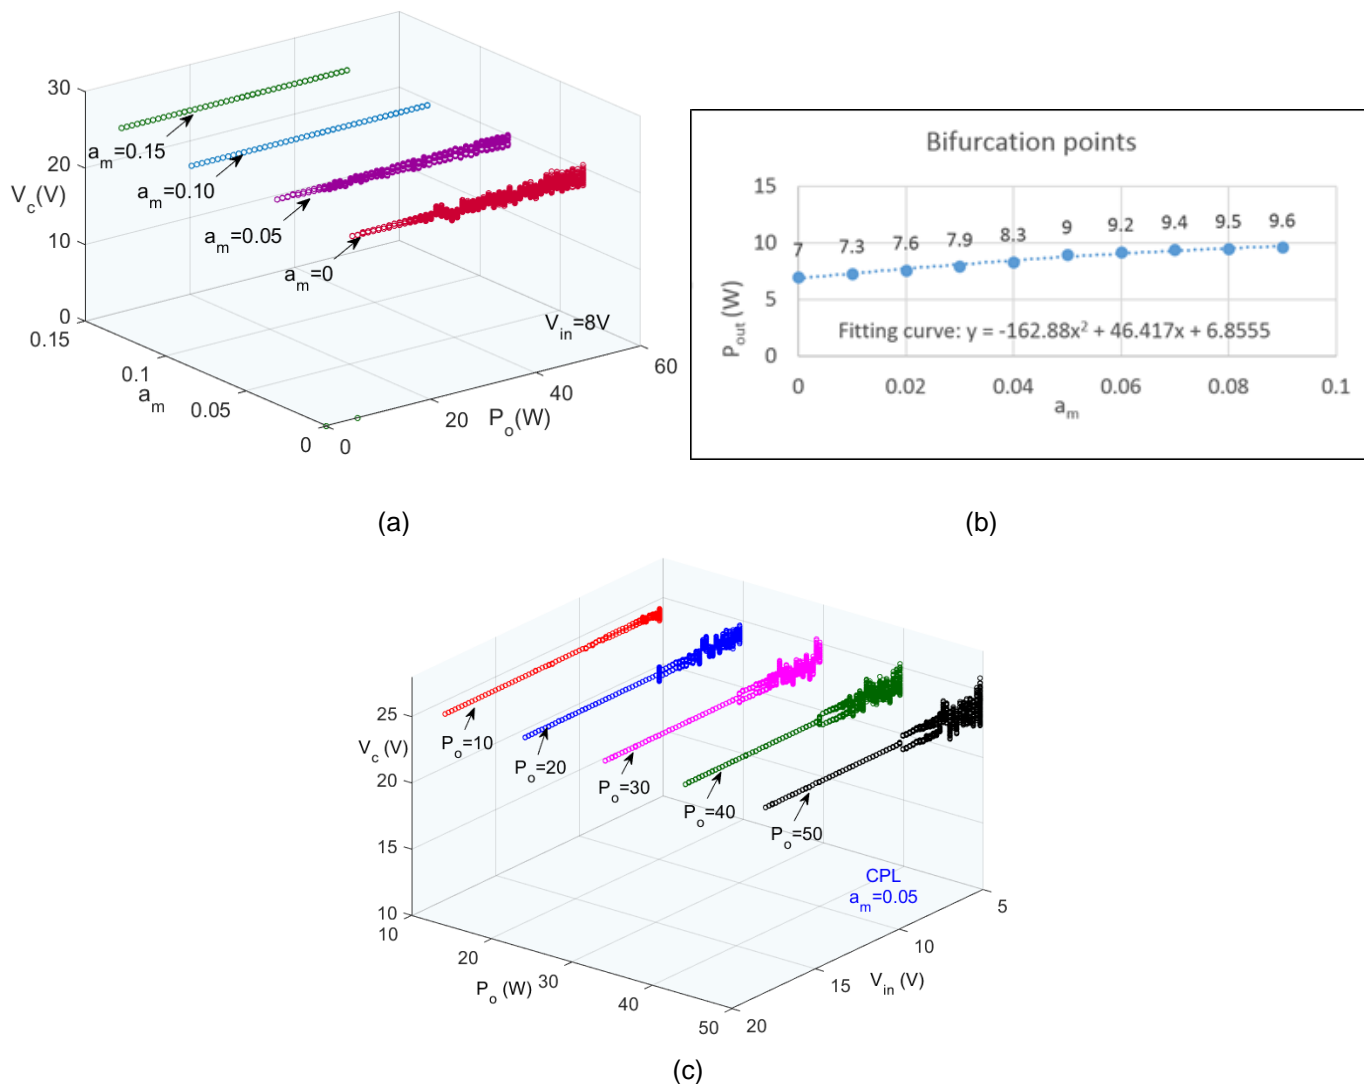 30
20
V_c(V)
10
0
0.15
0.1
a_m
0.05
0
0
20
P_o(W)
40
60
a_m=0.15
a_m=0.10
a_m=0.05
a_m=0
V_in=8V
(a)
Bifurcation points
15
10
5
0
P_out (W)
7
7.3
7.6
7.9
8.3
9
9.2
9.4
9.5
9.6
Fitting curve: y = -162.88x² + 46.417x + 6.8555
0
0.02
0.04
0.06
0.08
0.1
a_m
(b)
25
V_c (V)
20
15
10
10
20
P_o (W)
30
40
50
20
15
V_in (V)
10
5
P_o=10
P_o=20
P_o=30
P_o=40
P_o=50
CPL
a_m=0.05
(c)